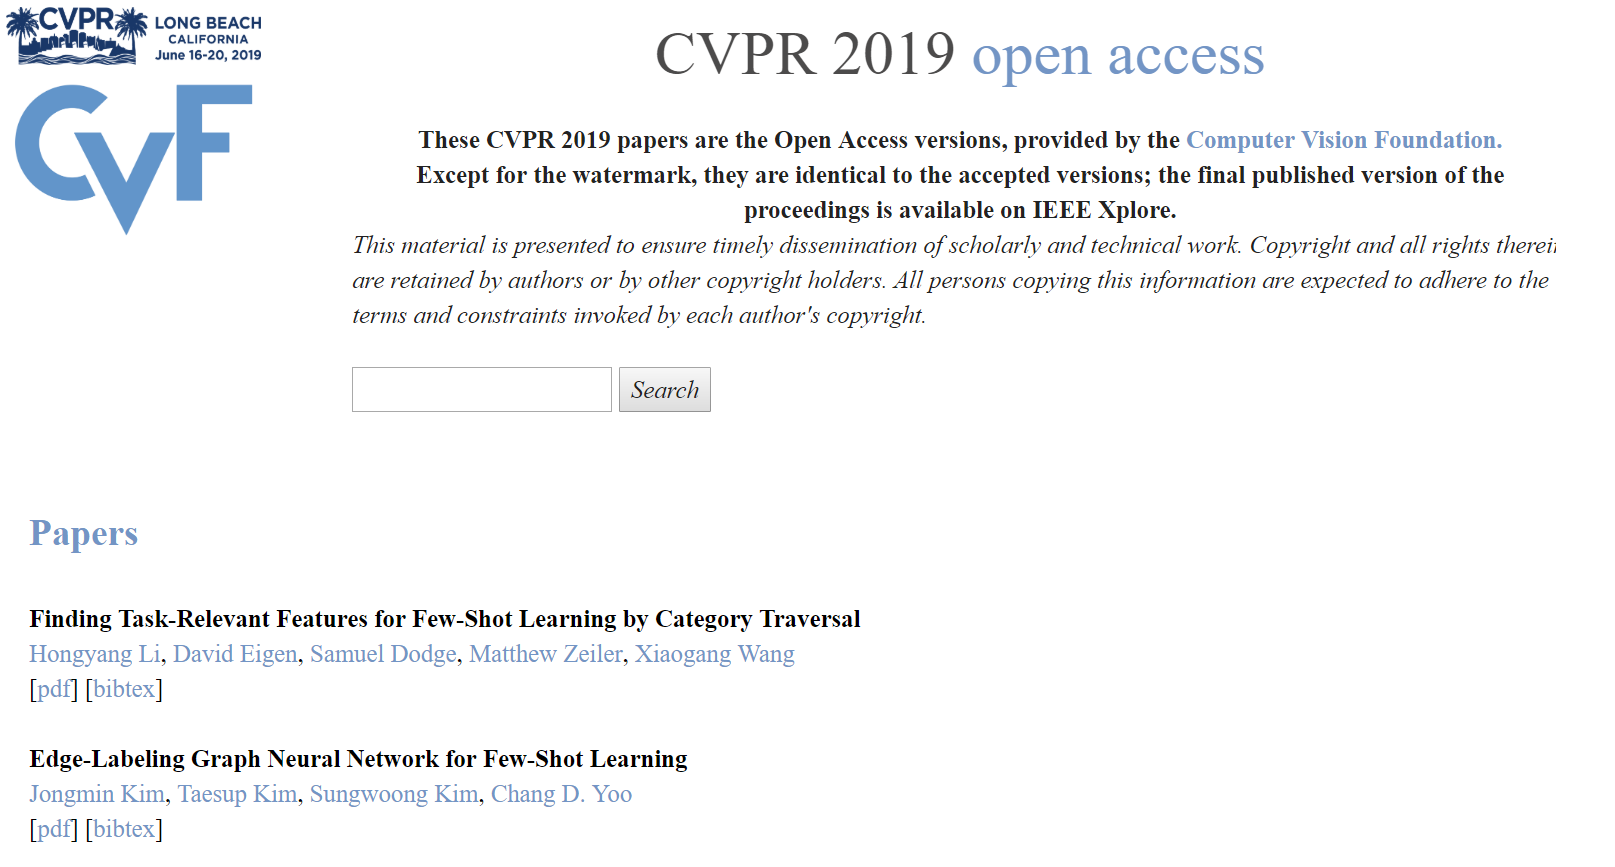 CVPR
LONG BEACH
CALIFORNIA
June 16-20, 2019
CVF
CVPR 2019 open access
These CVPR 2019 papers are the Open Access versions, provided by the Computer Vision Foundation.
Except for the watermark, they are identical to the accepted versions; the final published version of the
proceedings is available on IEEE Xplore.
This material is presented to ensure timely dissemination of scholarly and technical work. Copyright and all rights therein
are retained by authors or by other copyright holders. All persons copying this information are expected to adhere to the
terms and constraints invoked by each author's copyright.
Search
Papers
Finding Task-Relevant Features for Few-Shot Learning by Category Traversal
Hongyang Li, David Eigen, Samuel Dodge, Matthew Zeiler, Xiaogang Wang
[pdf] [bibtex]
Edge-Labeling Graph Neural Network for Few-Shot Learning
Jongmin Kim, Taesup Kim, Sungwoong Kim, Chang D. Yoo
[pdf] [bibtex]